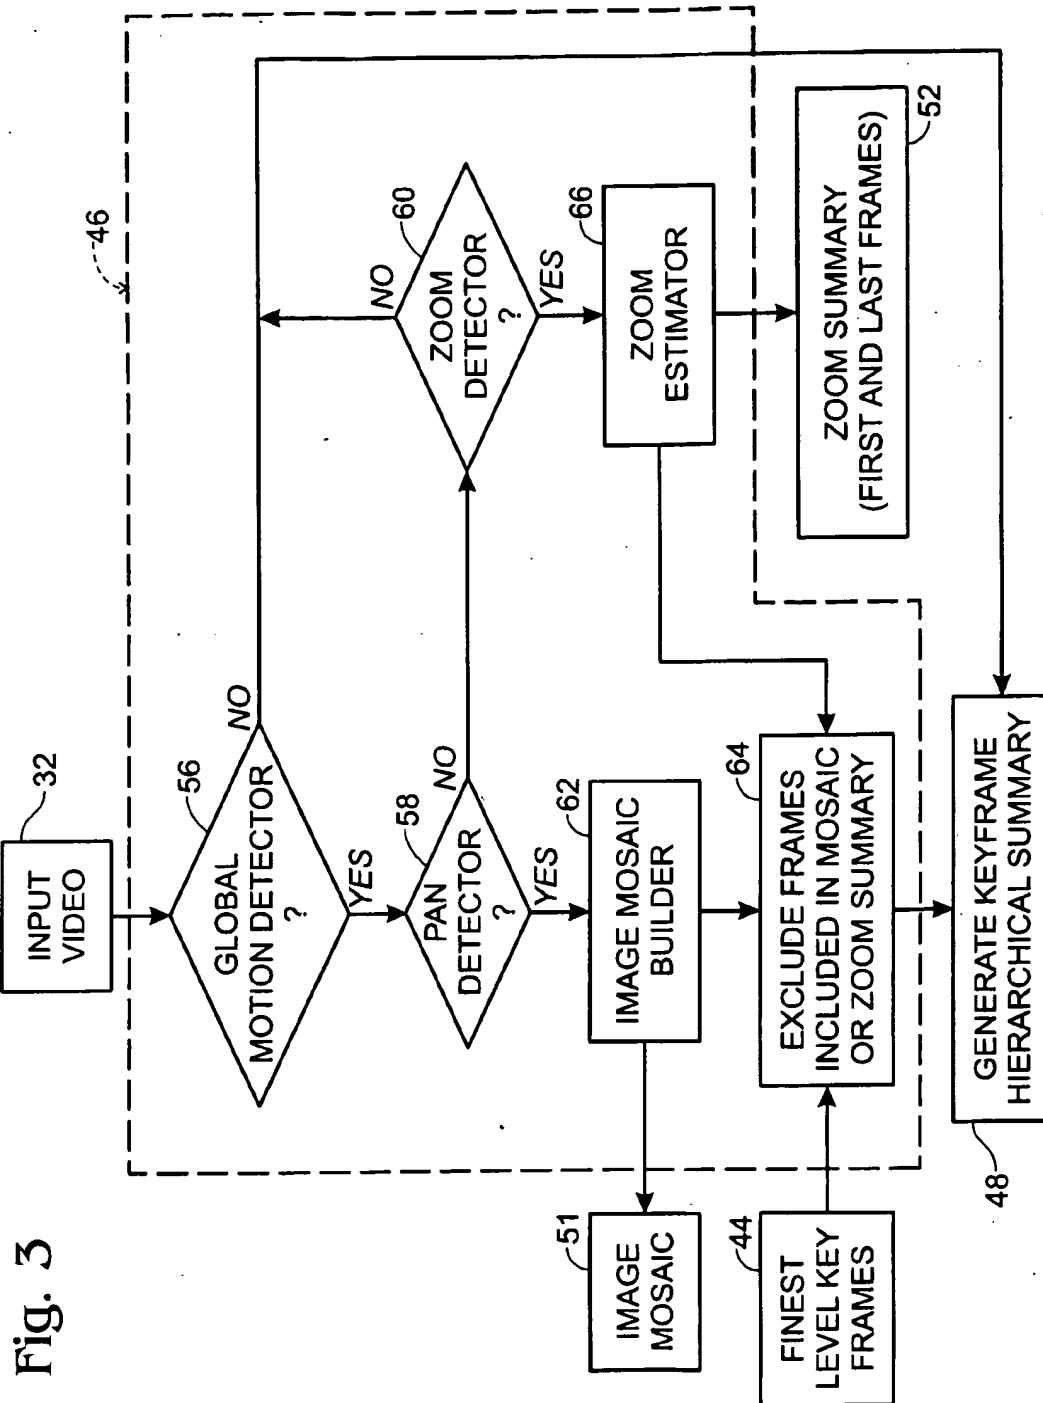 Fig. 3
46
INPUT
VIDEO
32
GLOBAL
MOTION DETECTOR
?
56
NO
YES
PAN
DETECTOR
?
58
NO
YES
ZOOM
DETECTOR
?
60
NO
YES
IMAGE MOSAIC
BUILDER
62
ZOOM
ESTIMATOR
66
IMAGE
MOSAIC
51
FINEST
LEVEL KEY
FRAMES
44
EXCLUDE FRAMES
INCLUDED IN MOSAIC
OR ZOOM SUMMARY
64
ZOOM SUMMARY
(FIRST AND LAST FRAMES)
52
GENERATE KEYFRAME
HIERARCHICAL SUMMARY
48